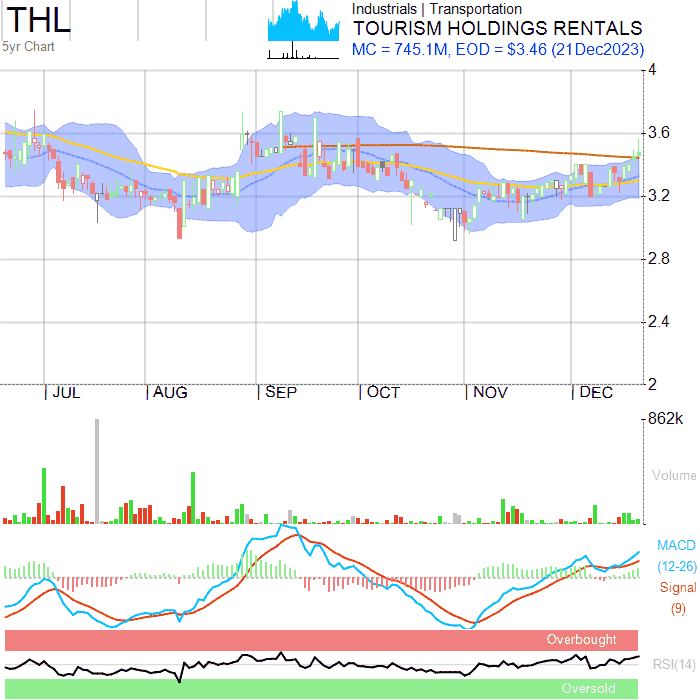 THL
5yr Chart
Industrials | Transportation
TOURISM HOLDINGS RENTALS
MC = 745.1M, EOD = $3.46 (21Dec2023)
4
3.6
3.2
2.8
2.4
2
JUL AUG SEP OCT NOV DEC
862k
Volume
MACD
(12-26)
Signal
(9)
Overbought
RSI(14)
Oversold